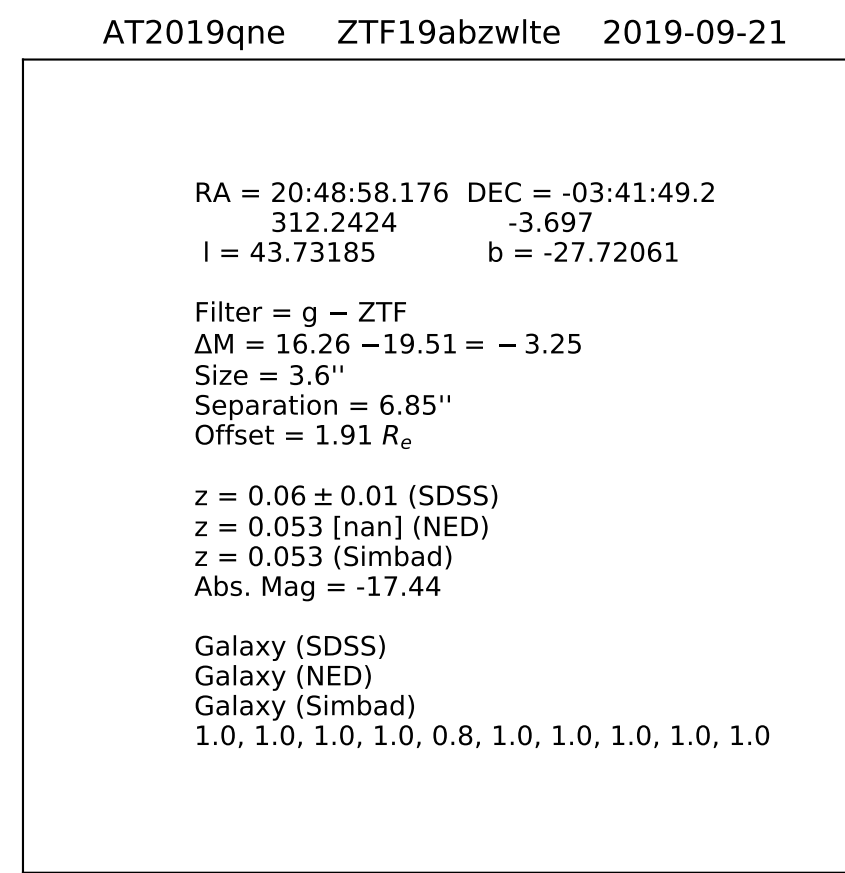 AT2019qne ZTF19abzwlte 2019-09-21
RA = 20:48:58.176 DEC = -03:41:49.2
312.2424 -3.697
l = 43.73185 b = -27.72061
Filter = g − ZTF
ΔM = 16.26 −19.51 = − 3.25
Size = 3.6''
Separation = 6.85''
Offset = 1.91 Rₑ
z = 0.06 ± 0.01 (SDSS)
z = 0.053 [nan] (NED)
z = 0.053 (Simbad)
Abs. Mag = -17.44
Galaxy (SDSS)
Galaxy (NED)
Galaxy (Simbad)
1.0, 1.0, 1.0, 1.0, 0.8, 1.0, 1.0, 1.0, 1.0, 1.0